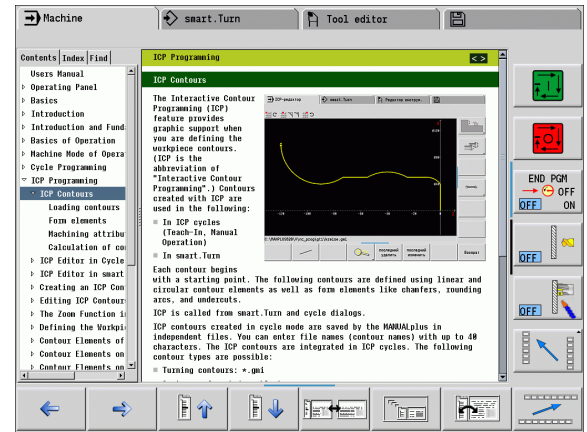 Machine
smart.Turn
Tool editor
Contents Index Find
Users Manual
Operating Panel
Basics
Introduction
Introduction and Fund
Basics of Operation
Machine Mode of Opera
Cycle Programming
ICP Programming
ICP Contours
Loading contours
Form elements
Machining attribu
Calculation of co
ICP Editor in Cycle
ICP Editor in smart
Creating an ICP Con
Editing ICP Contour
The Zoom Function i
Defining the Workpi
Contour Elements of
Contour Elements on
Contour Elements on
ICP Programming
< >
ICP Contours
The Interactive Contour
Programming (ICP)
feature provides
graphic support when
you are defining the
workpiece contours.
(ICP is the
abbreviation of
"Interactive Contour
Programming".) Contours
created with ICP are
used in the following:
In ICP cycles
(Teach-In, Manual
Operation)
In smart.Turn
smart.Turn
Возврат
Each contour begins
with a starting point. The following contours are defined using linear and
circular contour elements as well as form elements like chamfers, rounding
arcs, and undercuts.
ICP is called from smart.Turn and cycle dialogs.
ICP contours created in cycle mode are saved by the MANUALplus in
independent files. You can enter file names (contour names) with up to 40
characters. The ICP contours are integrated in ICP cycles. The following
contour types are possible:
Turning contours: *.gmi
END PGM
OFF
OFF ON
OFF
OFF